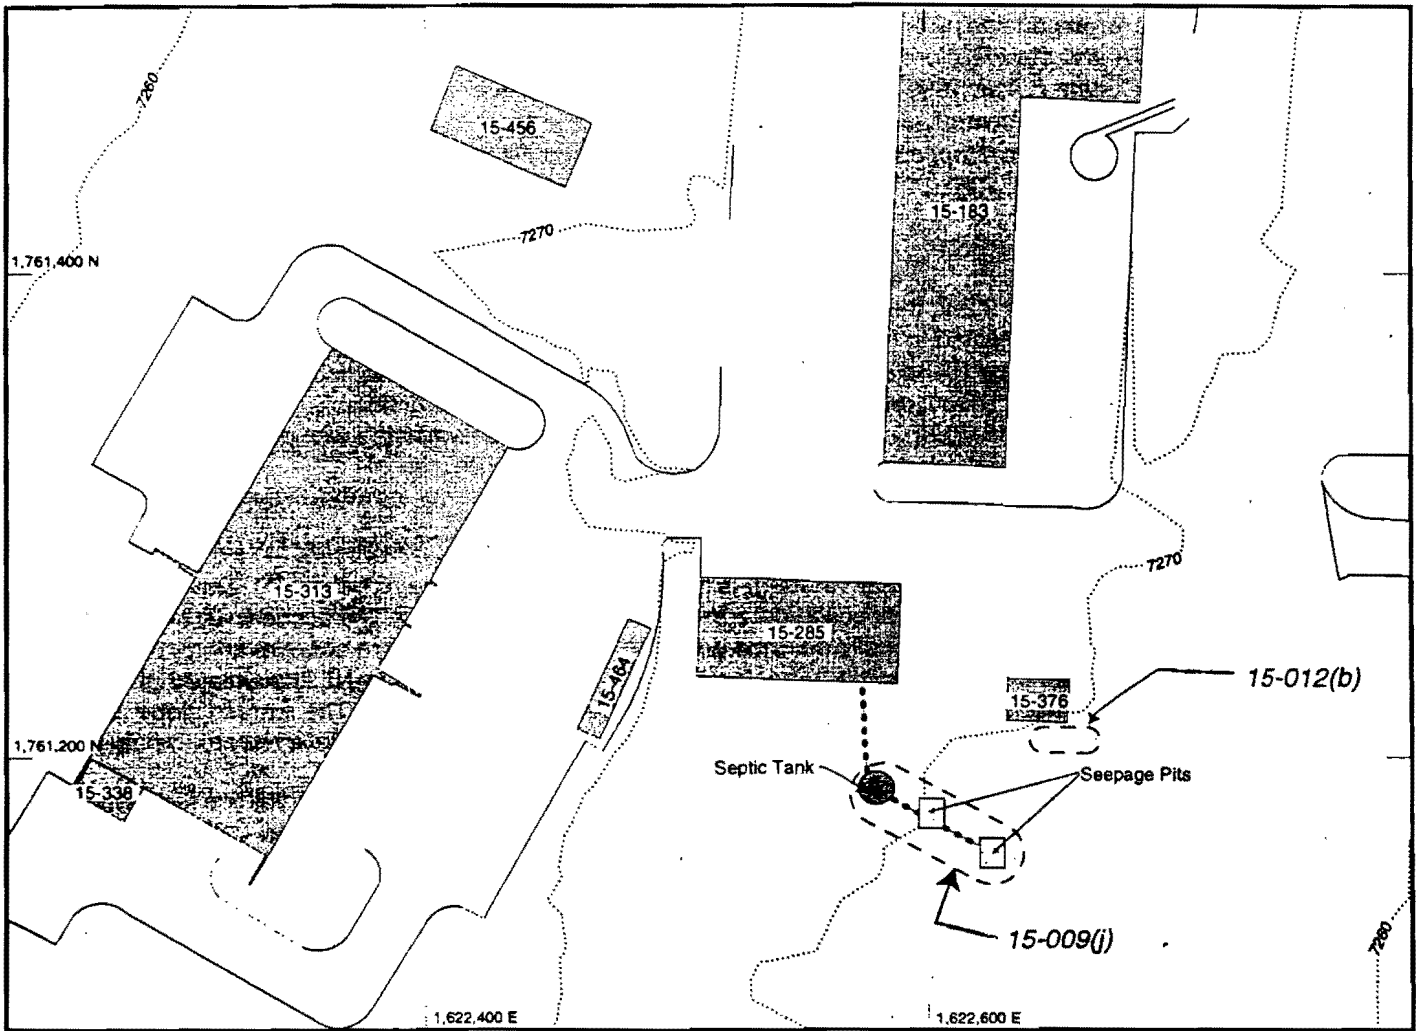 7260
15-456
15-183
7270
1,761,400 N
7270
15-313
15-285
15-464
15-012(b)
15-376
1,761,200 N
Septic Tank
Seepage Pits
15-338
15-009(j)
7260
1,622,400 E
1,622,600 E